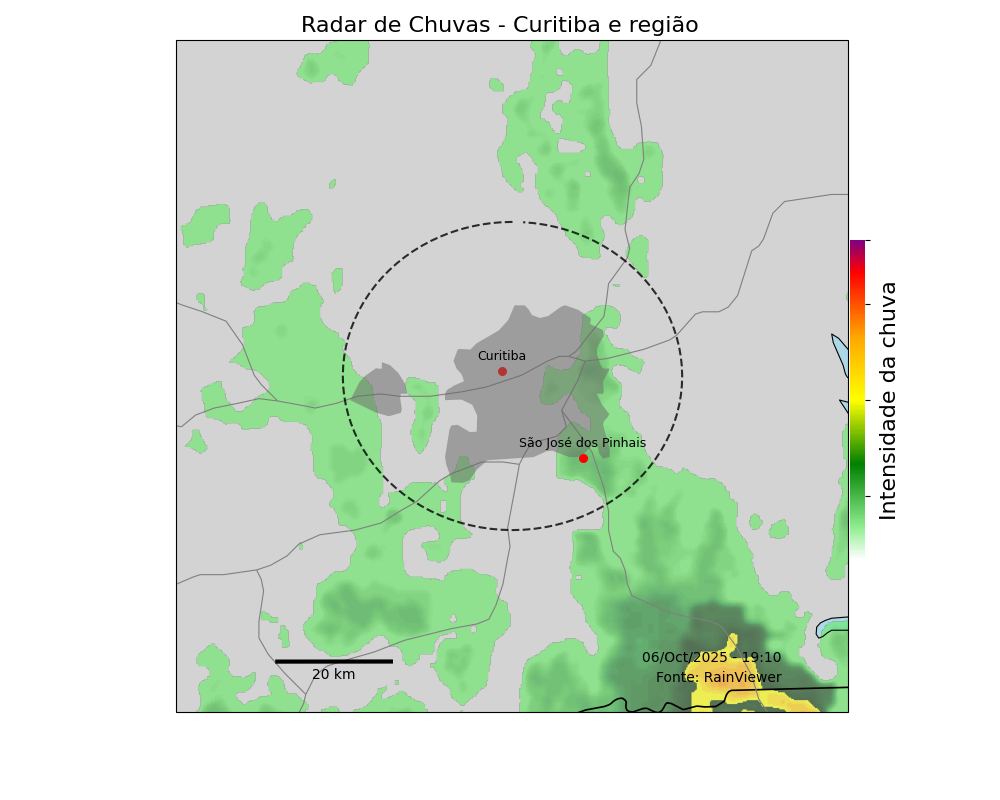 Radar de Chuvas - Curitiba e região
Curitiba
São José dos Pinhais
Intensidade da chuva
06/Oct/2025 - 19:10
Fonte: RainViewer
20 km